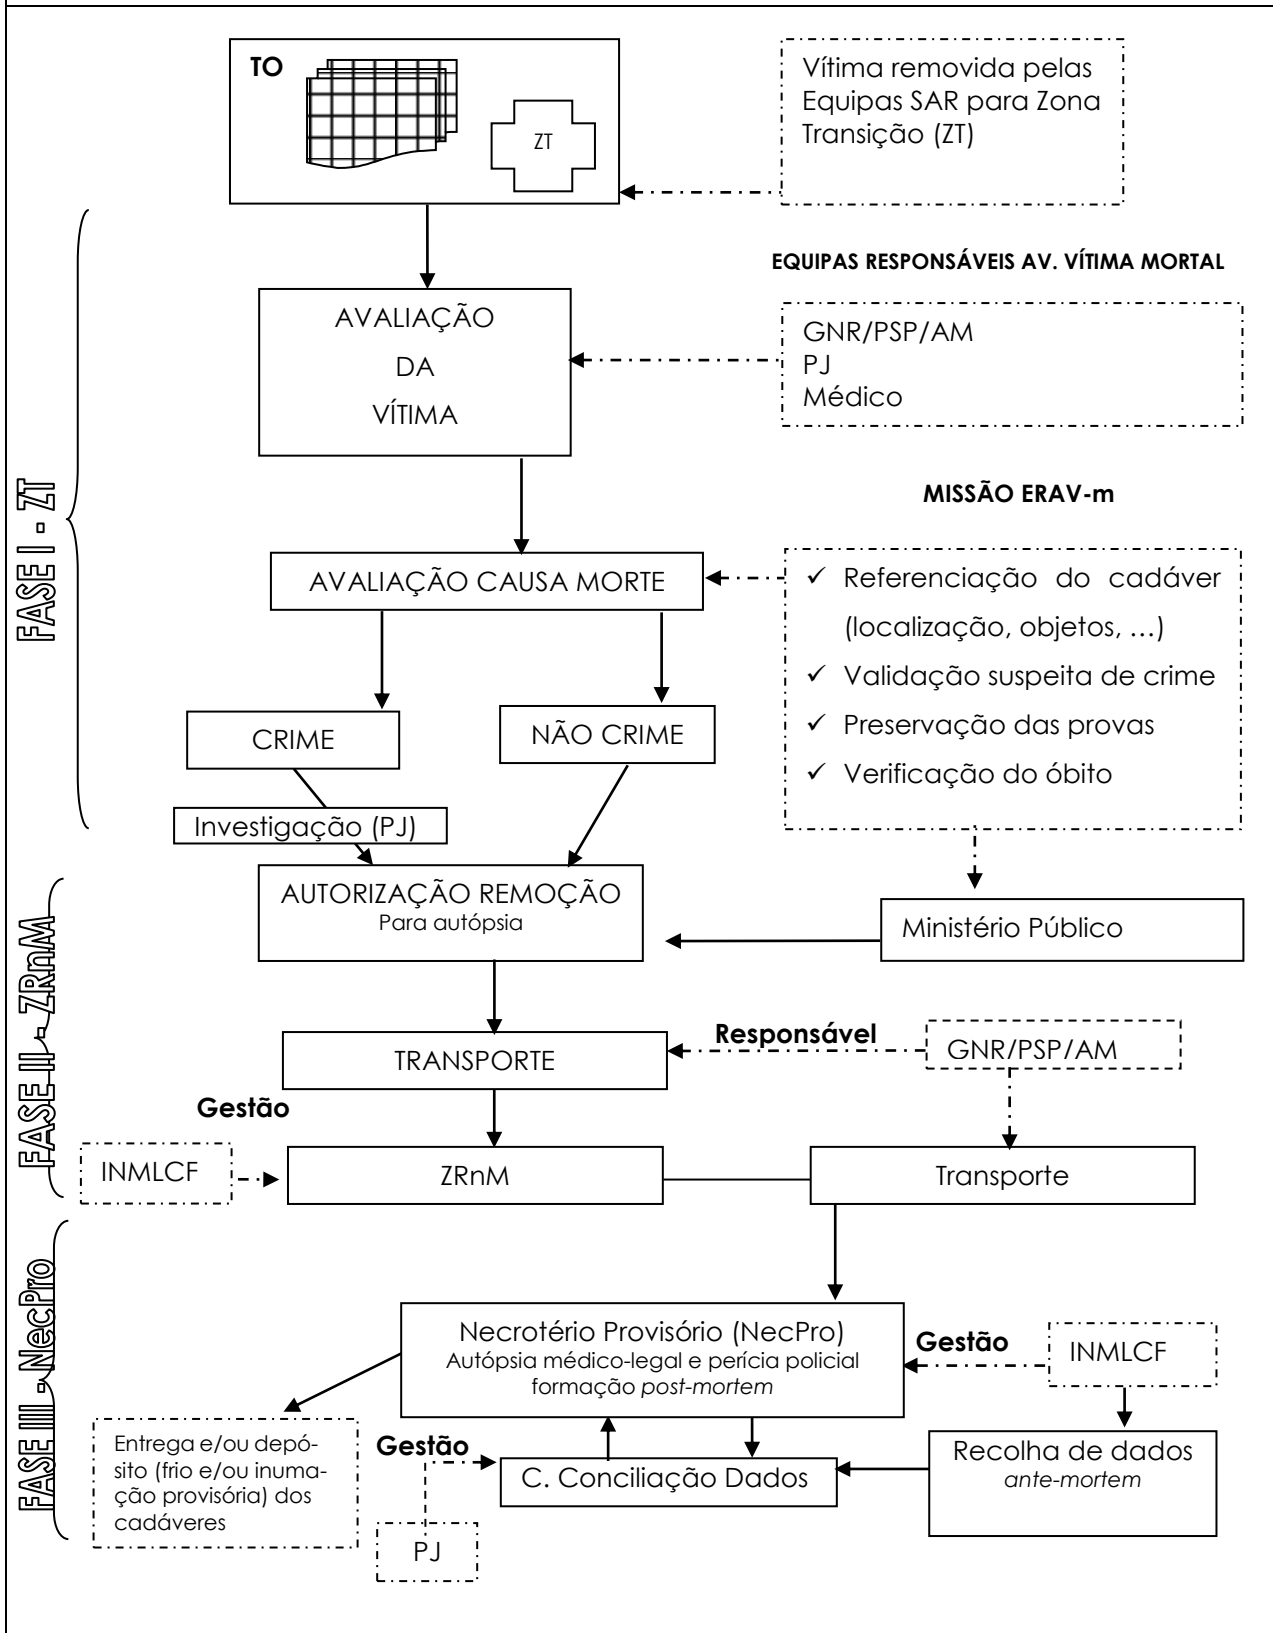 TO
ZT
Vítima removida pelas
Equipas SAR para Zona
Transição (ZT)
EQUIPAS RESPONSÁVEIS AV. VÍTIMA MORTAL
AVALIAÇÃO
DA
VÍTIMA
GNR/PSP/AM
PJ
Médico
FASE I - ZT
MISSÃO ERAV-m
AVALIAÇÃO CAUSA MORTE
✓ Referenciação do cadáver
(localização, objetos, ...)
✓ Validação suspeita de crime
✓ Preservação das provas
✓ Verificação do óbito
CRIME
NÃO CRIME
Investigação (PJ)
FASE II - ZRnM
AUTORIZAÇÃO REMOÇÃO
Para autópsia
Ministério Público
Responsável
GNR/PSP/AM
TRANSPORTE
Gestão
INMLCF
ZRnM
Transporte
FASE III - NecPro
Necrotério Provisório (NecPro)
Autópsia médico-legal e perícia policial
formação post-mortem
Gestão
INMLCF
Entrega e/ou depó-
sito (frio e/ou inuma-
ção provisória) dos
cadáveres
Gestão
C. Conciliação Dados
Recolha de dados
ante-mortem
PJ